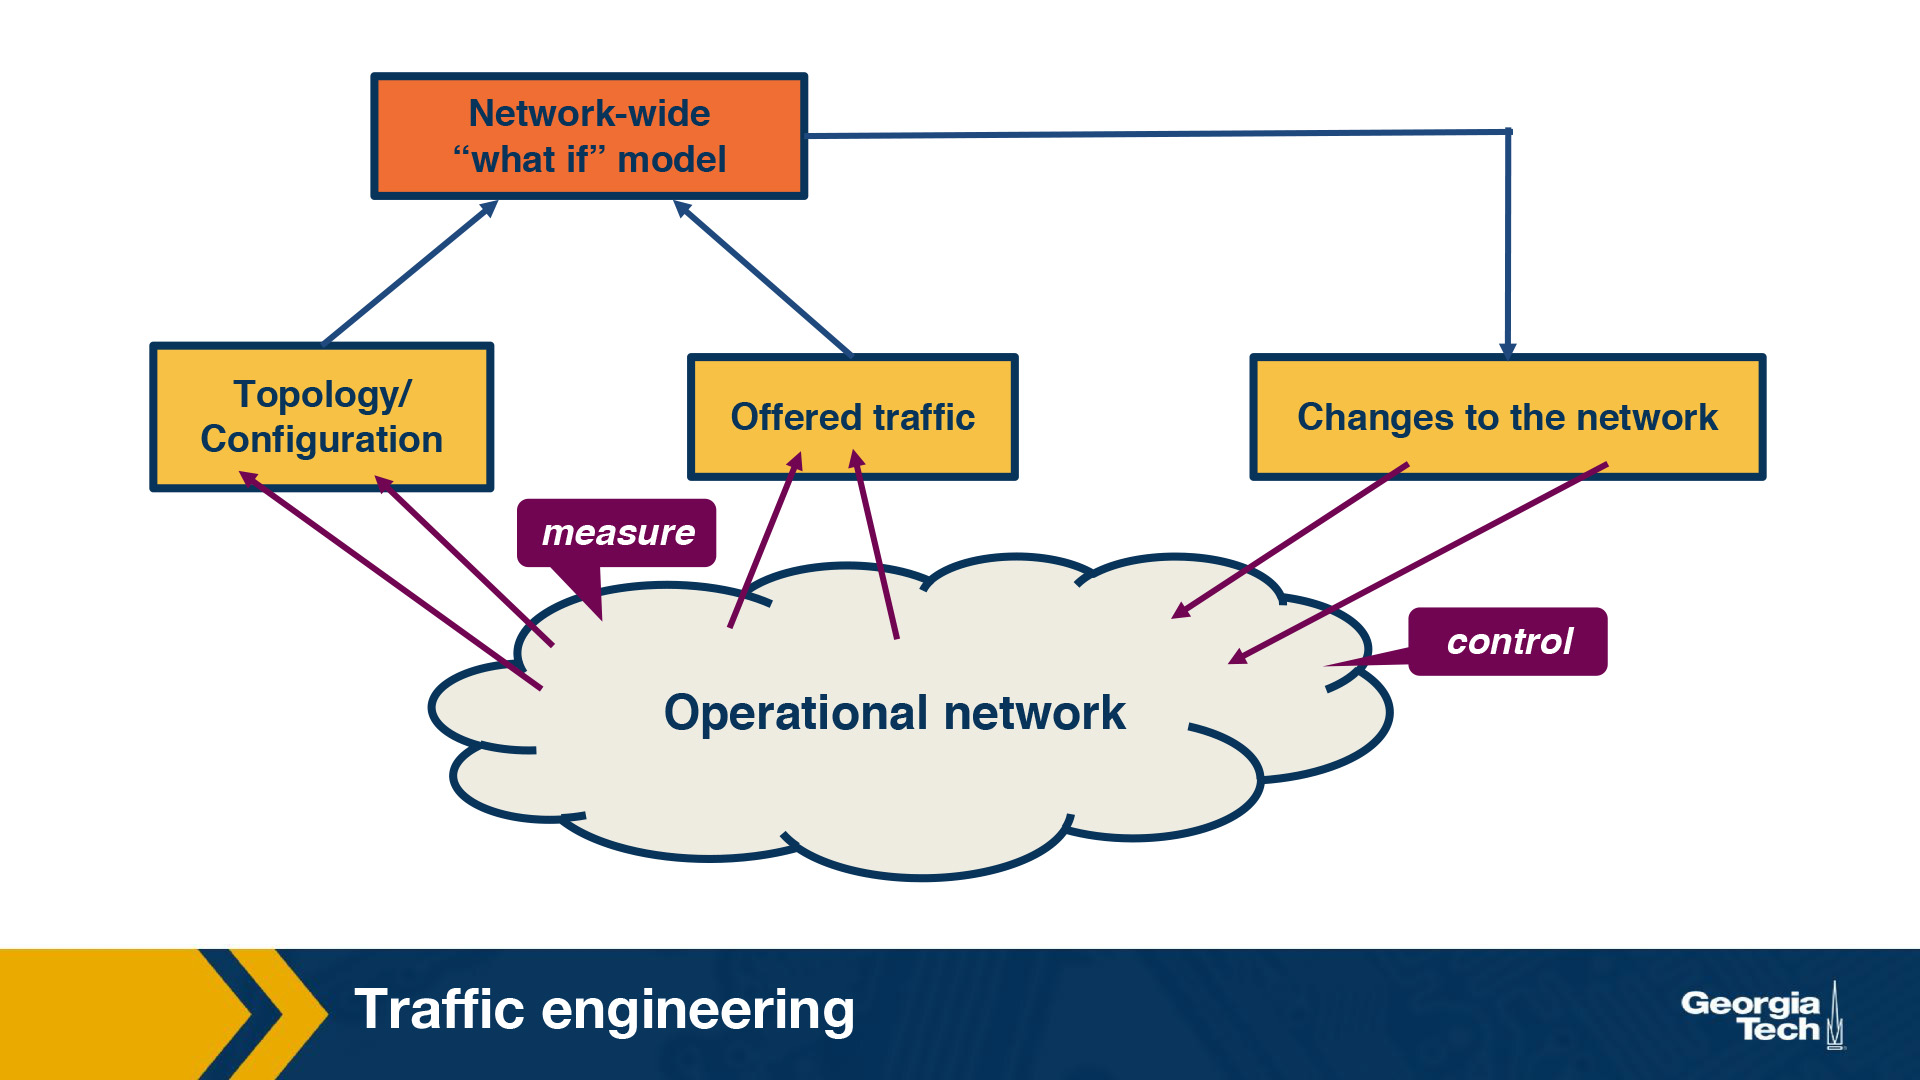 Network-wide
“what if” model
Topology/
Configuration
Offered traffic
Changes to the network
measure
control
Operational network
Traffic engineering
Georgia
Tech